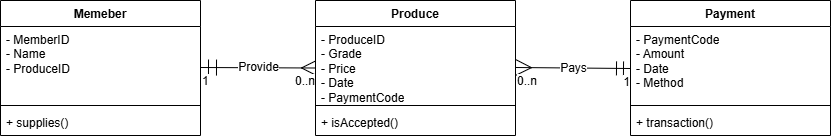 Memeber
- MemberID
- Name
- ProduceID
+ supplies()
1
Provide
0..n
Produce
- ProduceID
- Grade
- Price
- Date
- PaymentCode
+ isAccepted()
0..n
Pays
1
Payment
- PaymentCode
- Amount
- Date
- Method
+ transaction()